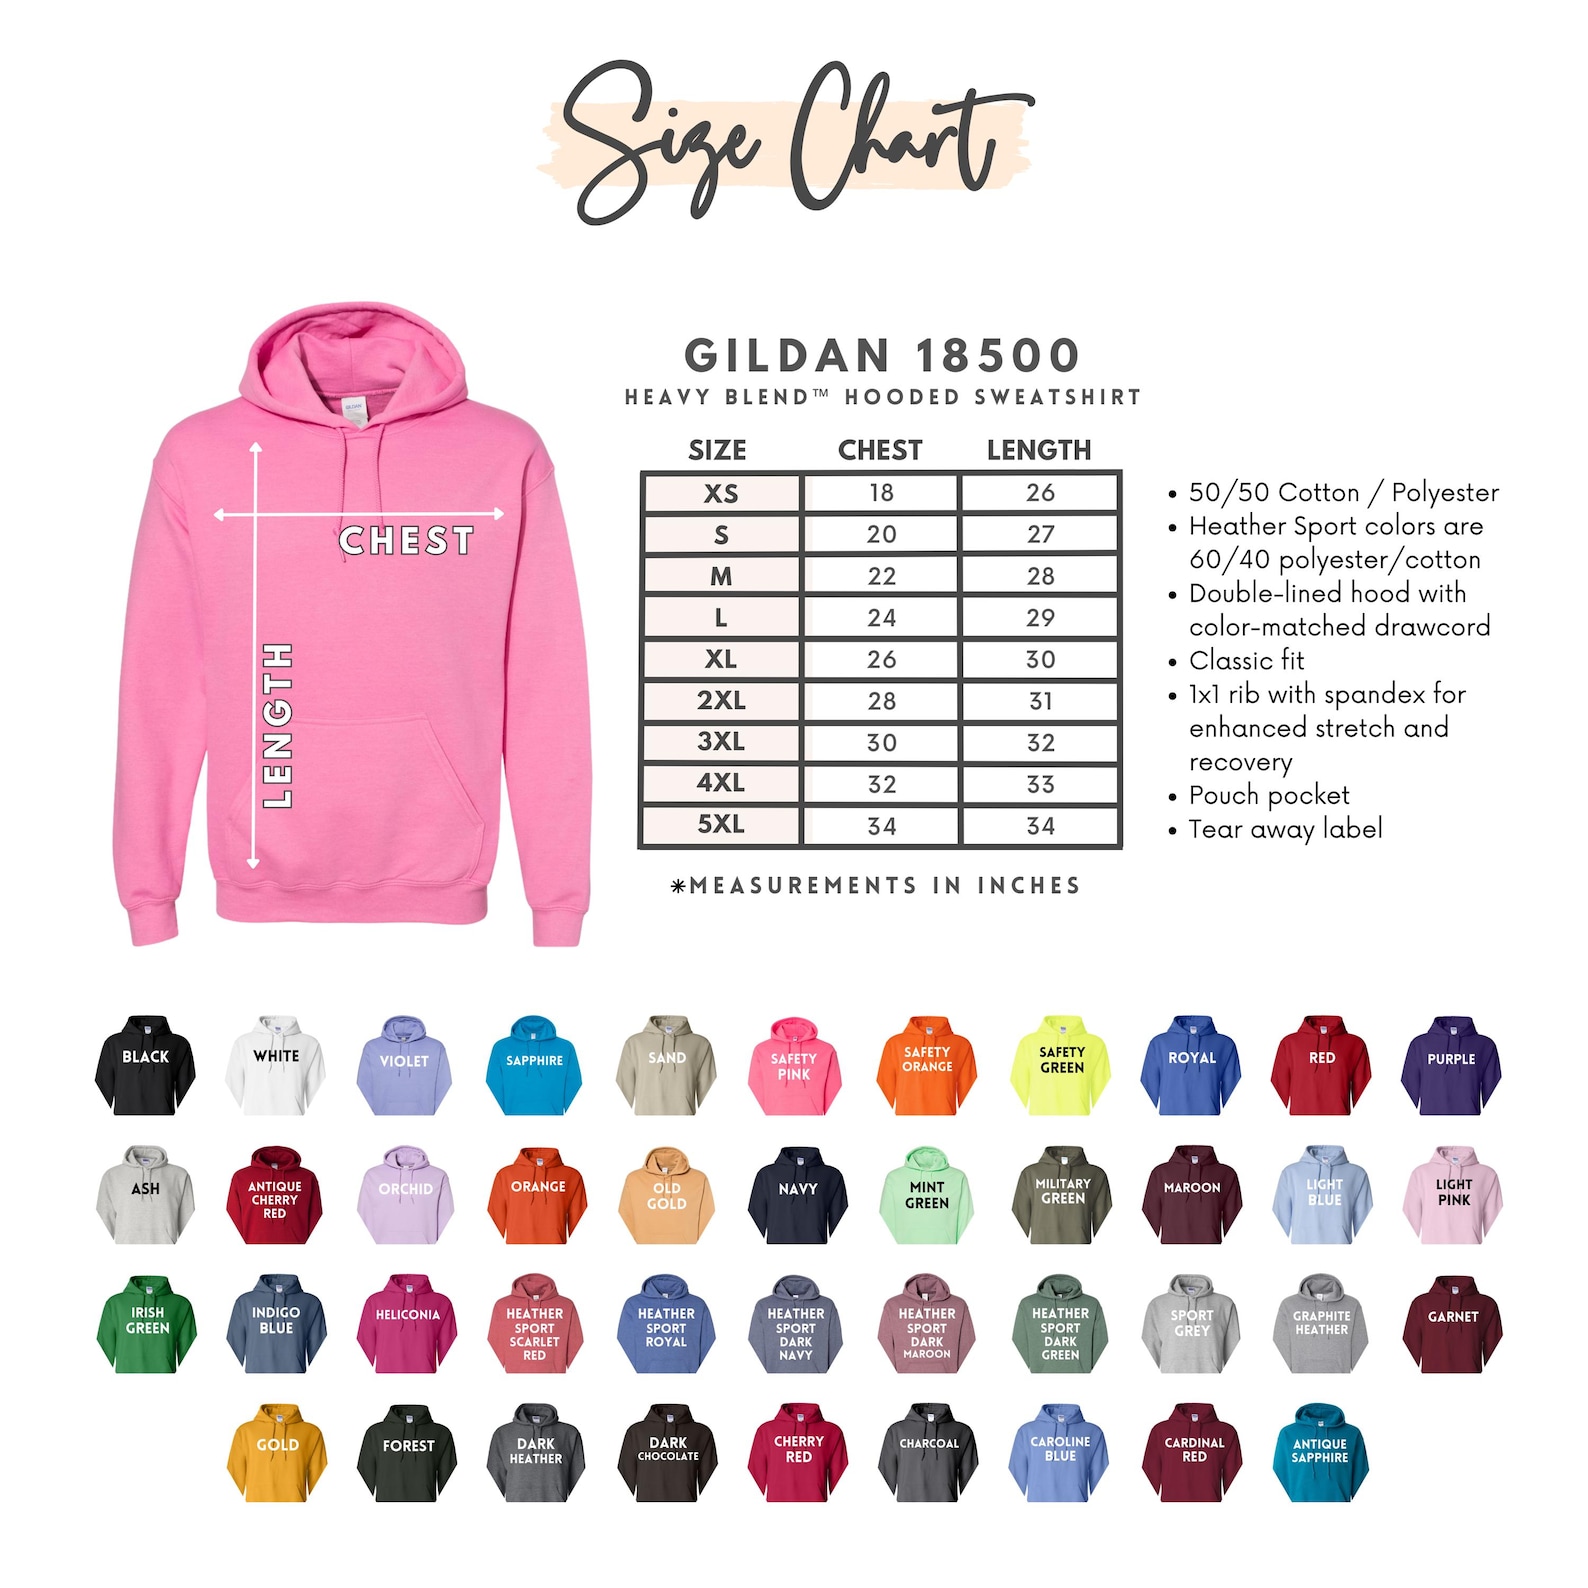 Size Chart
GILDAN 18500
HEAVY BLEND™ HOODED SWEATSHIRT
SIZE CHEST LENGTH
XS 18 26
S 20 27
M 22 28
L 24 29
XL 26 30
2XL 28 31
3XL 30 32
4XL 32 33
5XL 34 34
*MEASUREMENTS IN INCHES
GILDAN
CHEST
LENGTH
• 50/50 Cotton / Polyester
• Heather Sport colors are
60/40 polyester/cotton
• Double-lined hood with
color-matched drawcord
• Classic fit
• 1x1 rib with spandex for
enhanced stretch and
recovery
• Pouch pocket
• Tear away label
BLACK
WHITE
VIOLET
SAPPHIRE
SAND
SAFETY
PINK
SAFETY
ORANGE
SAFETY
GREEN
ROYAL
RED
PURPLE
ASH
ANTIQUE
CHERRY
RED
ORCHID
ORANGE
OLD
GOLD
NAVY
MINT
GREEN
MILITARY
GREEN
MAROON
LIGHT
BLUE
LIGHT
PINK
IRISH
GREEN
INDIGO
BLUE
HELICONIA
HEATHER
SPORT
SCARLET
RED
HEATHER
SPORT
ROYAL
HEATHER
SPORT
DARK
NAVY
HEATHER
SPORT
DARK
MAROON
HEATHER
SPORT
DARK
GREEN
SPORT
GREY
GRAPHITE
HEATHER
GARNET
GOLD
FOREST
DARK
HEATHER
DARK
CHOCOLATE
CHERRY
RED
CHARCOAL
CAROLINE
BLUE
CARDINAL
RED
ANTIQUE
SAPPHIRE